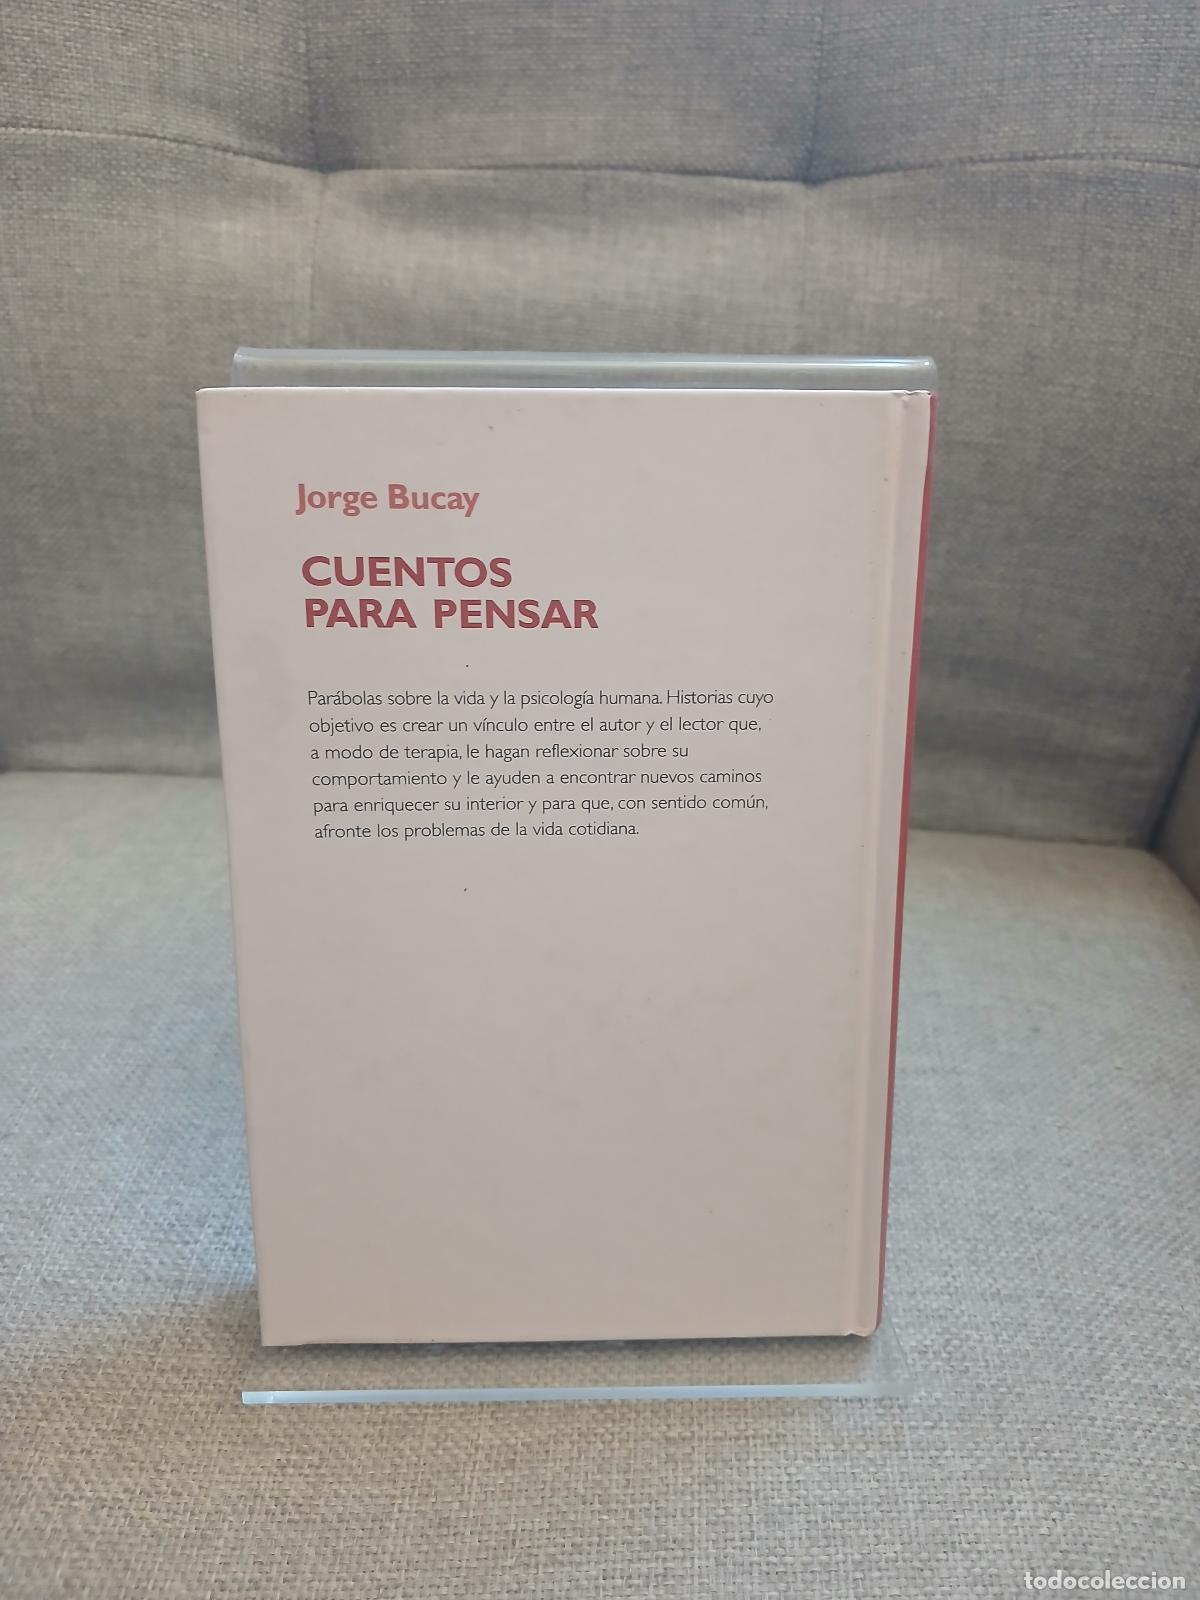 Jorge Bucay
CUENTOS
PARA PENSAR
Parábolas sobre la vida y la psicología humana. Historias cuyo
objetivo es crear un vínculo entre el autor y el lector que,
a modo de terapia, le hagan reflexionar sobre su
comportamiento y le ayuden a encontrar nuevos caminos
para enriquecer su interior y para que, con sentido común,
afronte los problemas de la vida cotidiana.
todocoleccion